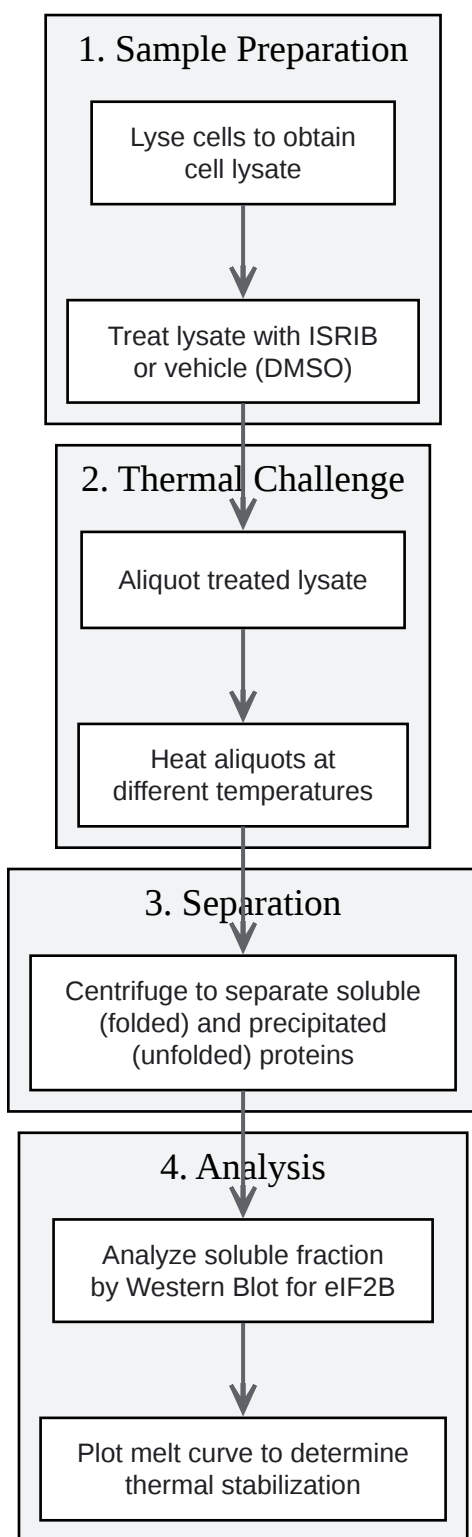 1. Sample Preparation
Lyse cells to obtain
cell lysate
Treat lysate with ISRIB
or vehicle (DMSO)
2. Thermal Challenge
Aliquot treated lysate
Heat aliquots at
different temperatures
3. Separation
Centrifuge to separate soluble
(folded) and precipitated
(unfolded) proteins
4. Analysis
Analyze soluble fraction
by Western Blot for eIF2B
Plot melt curve to determine
thermal stabilization